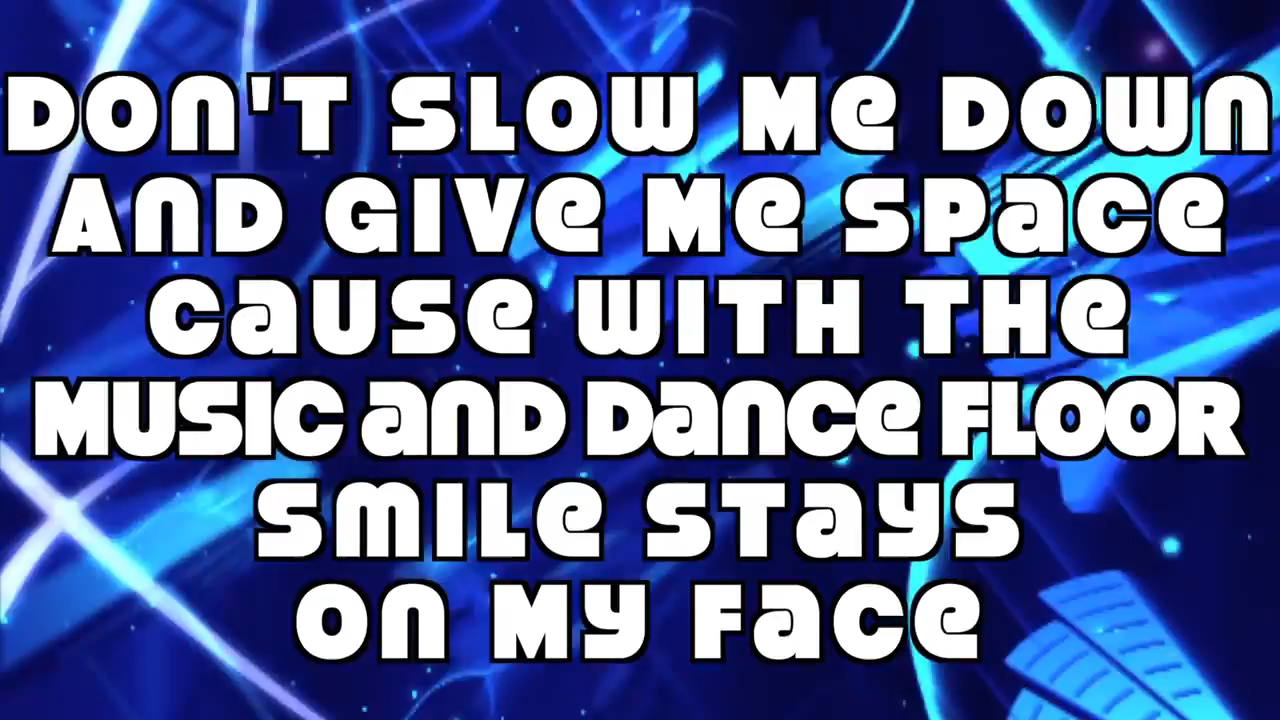 DON'T SLOW ME DOWN
AND GIVE ME SPACE
CAUSE WITH THE
MUSIC AND DANCE FLOOR
SMILE STAYS
ON MY FACE